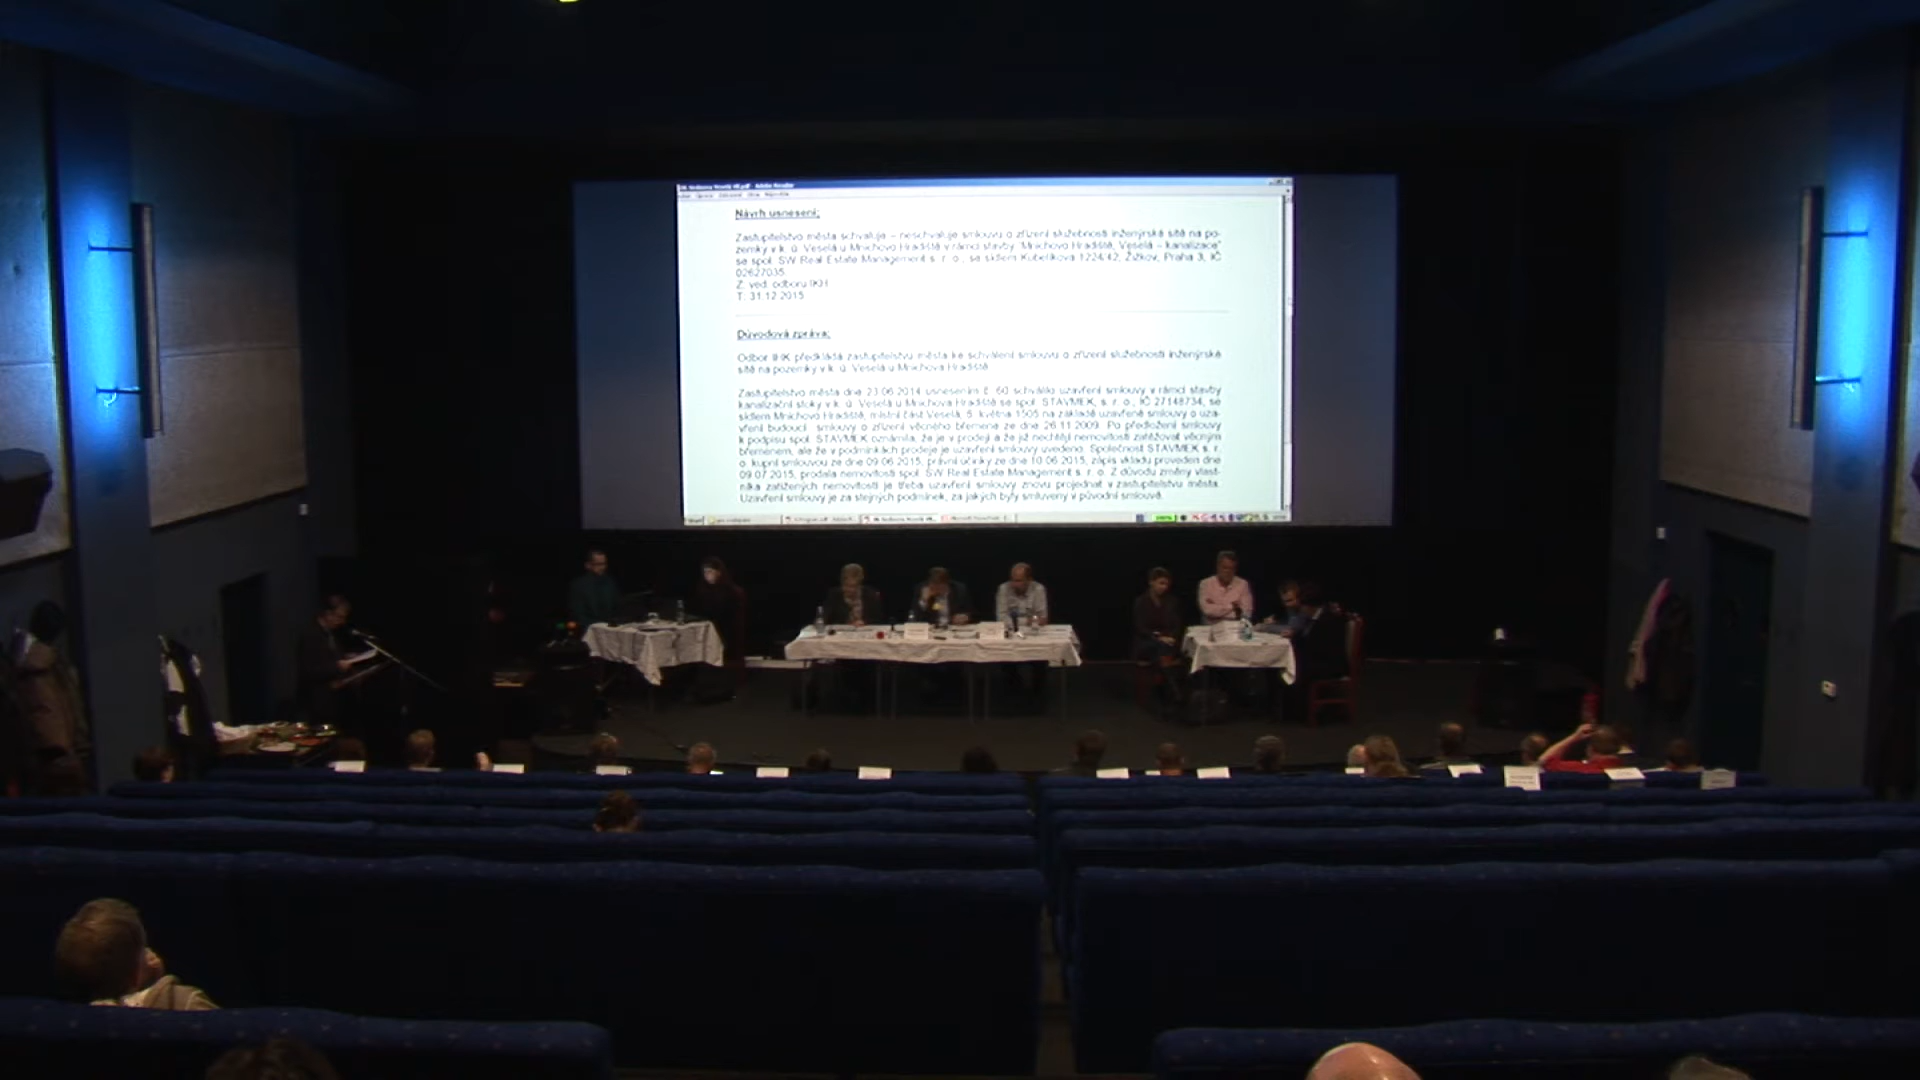 Návrh usnesení:
Zastupitelstvo města schvaluje – neschvaluje smlouvu o zřízení služebnosti inženýrské sítě na po-
zemky v k. ú. Veselá u Mnichova Hradiště v rámci stavby "Mnichovo Hradiště, Veselá – kanalizace"
se spol. SW Real Estate Management s. r. o., se sídlem Kubelíkova 1224/42, Žižkov, Praha 3, IČ
02627035.
Z: ved. odboru IKH
T: 31.12.2015
Důvodová zpráva:
Odbor IHK předkládá zastupitelstvu města ke schválení smlouvu o zřízení služebnosti inženýrské
sítě na pozemky v k. ú. Veselá u Mnichova Hradiště.
Zastupitelstvo města dne 23.06.2014 usnesením č. 60 schválilo uzavření smlouvy v rámci stavby
kanalizační stoky v k. ú. Veselá u Mnichova Hradiště se spol. STAVMEK, s. r. o., IČ 27148734, se
sídlem Mnichovo Hradiště, místní část Veselá, 5. května 1505 na základě uzavřené smlouvy o uza-
vření budoucí smlouvy o zřízení věcného břemene ze dne 26.11.2009. Po předložení smlouvy
k podpisu spol. STAVMEK oznámila, že je v prodeji a že již nechtějí nemovitosti zatěžovat věcným
břemenem, ale že v podmínkách prodeje je uzavření smlouvy uvedeno. Společnost STAVMEK s. r.
o. kupní smlouvou ze dne 09.06.2015, právní účinky ze dne 10.06.2015, zápis vkladu proveden dne
09.07.2015, prodala nemovitosti spol. SW Real Estate Management s. r. o. Z důvodu změny vlast-
níka zatížených nemovitostí je třeba uzavření smlouvy znovu projednat v zastupitelstvu města.
Uzavření smlouvy je za stejných podmínek, za jakých byly smluveny v původní smlouvě.